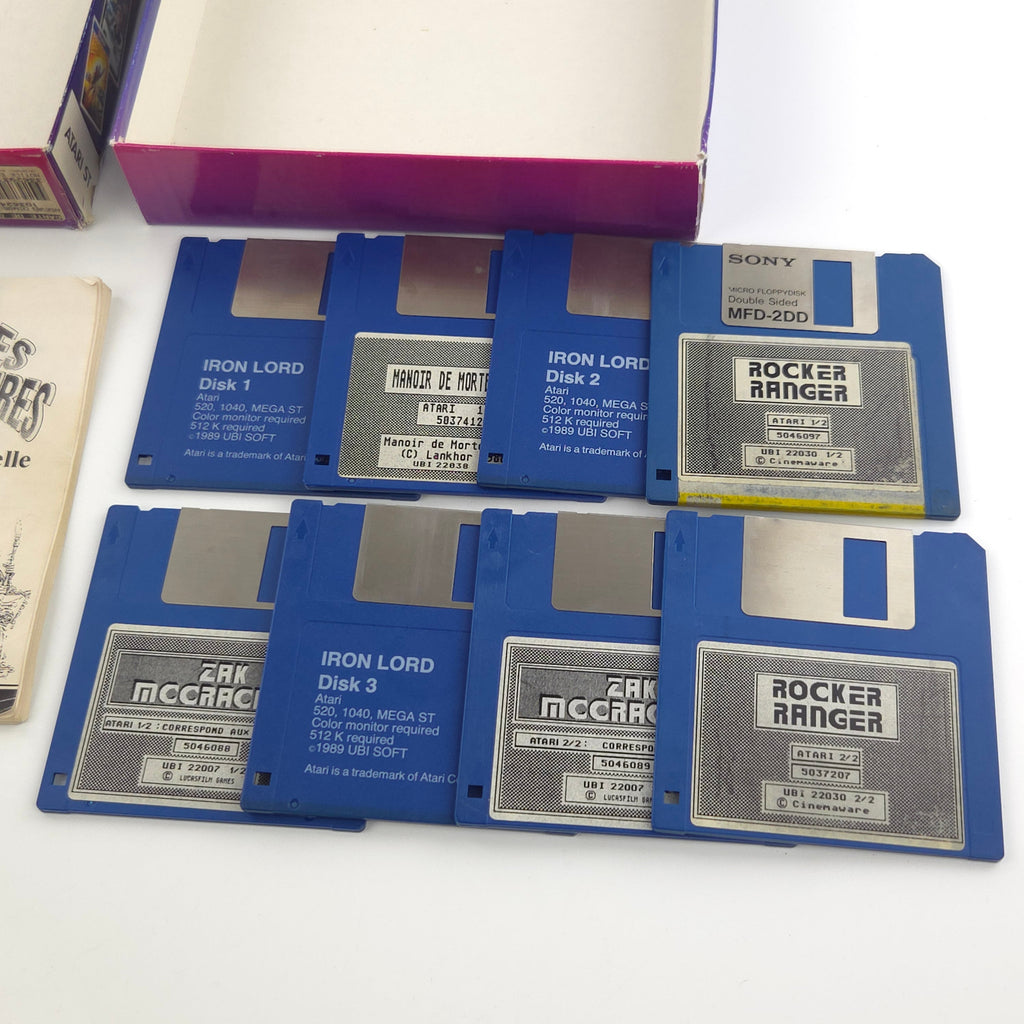 ATARI ST
ES
RES
elle
IRON LORD
Disk 1
Atari
520, 1040, MEGA ST
Color monitor required
512 K required
©1989 UBI SOFT
Atari is a trademark of Atari
MANOIR DE MORTE
ATARI 1
5037412
Manoir de Morte
(C) Lankhor
UBI 22038
IRON LORD
Disk 2
Atari
520, 1040, MEGA S
Color monitor require
512 K required
©1989 UBI SOFT
Atari is a trademark of A
SONY
MICRO FLOPPYDISK
Double Sided
MFD-2DD
ROCKER
RANGER
ATARI 1/2
5046097
UBI 22030 1/2
© Cinemaware
ZAK
MCCRAC
ATARI 1/2 : CORRESPOND AUX
5046088
UBI 22007 1/2
© LUCASFILM GAMES
IRON LORD
Disk 3
Atari
520, 1040, MEGA ST
Color monitor required
512 K required
©1989 UBI SOFT
Atari is a trademark of Atari C
ZAK
MCCRAC
ATARI 2/2 : CORRESPO
5046089
UBI 22007
© LUCASFILM GAM
ROCKER
RANGER
ATARI 2/2
5037207
UBI 22030 2/2
© Cinemaware